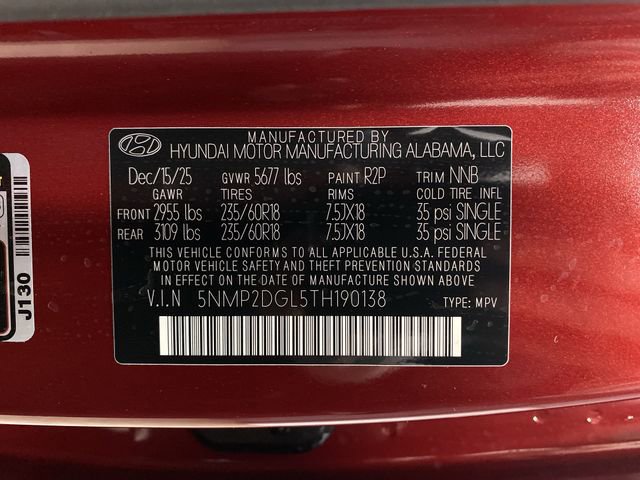 MANUFACTURED BY
HYUNDAI MOTOR MANUFACTURING ALABAMA, LLC
Dec/15/25 GVWR 5677 lbs PAINT R2P TRIM NNB
GAWR TIRES RIMS COLD TIRE INFL
FRONT 2955 lbs 235/60R18 7.5JX18 35 psi SINGLE
REAR 3109 lbs 235/60R18 7.5JX18 35 psi SINGLE
THIS VEHICLE CONFORMS TO ALL APPLICABLE U.S.A. FEDERAL
MOTOR VEHICLE SAFETY AND THEFT PREVENTION STANDARDS
IN EFFECT ON THE DATE OF MANUFACTURE SHOWN ABOVE
V.I.N 5NMP2DGL5TH190138 TYPE: MPV
J130